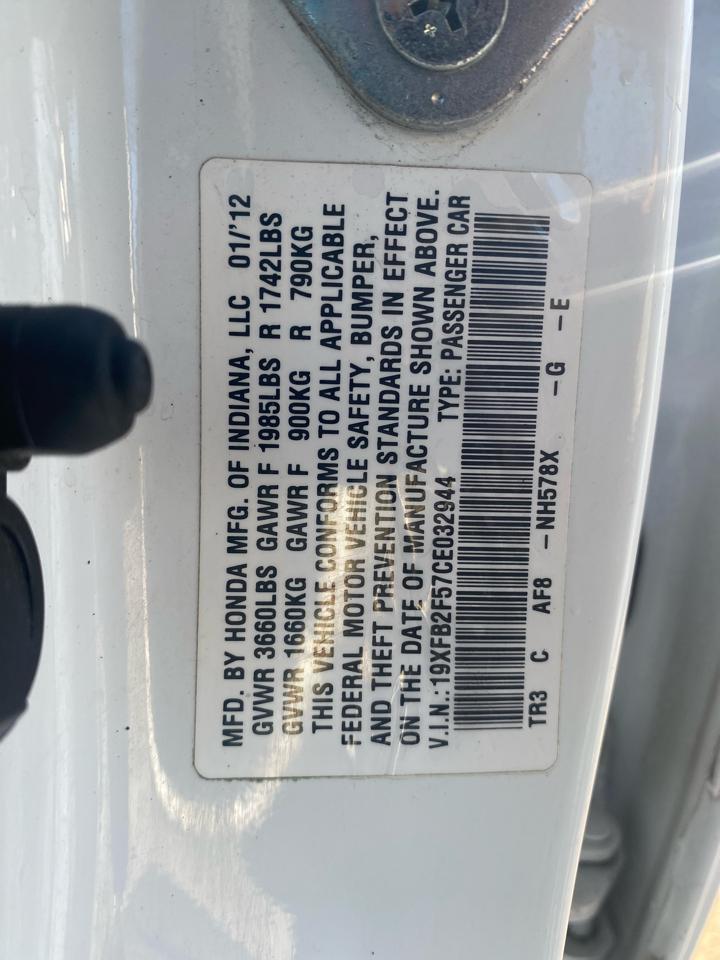 MFD. BY HONDA MFG. OF INDIANA, LLC 01/'12
GVWR 3660LBS GAWR F 1985LBS R 1742LBS
GVWR 1660KG GAWR F 900KG R 790KG
THIS VEHICLE CONFORMS TO ALL APPLICABLE
FEDERAL MOTOR VEHICLE SAFETY, BUMPER,
AND THEFT PREVENTION STANDARDS IN EFFECT
ON THE DATE OF MANUFACTURE SHOWN ABOVE.
V.I.N.:19XFB2F57CE032944 TYPE: PASSENGER CAR
TR3 C AF8 -NH578X -G -E